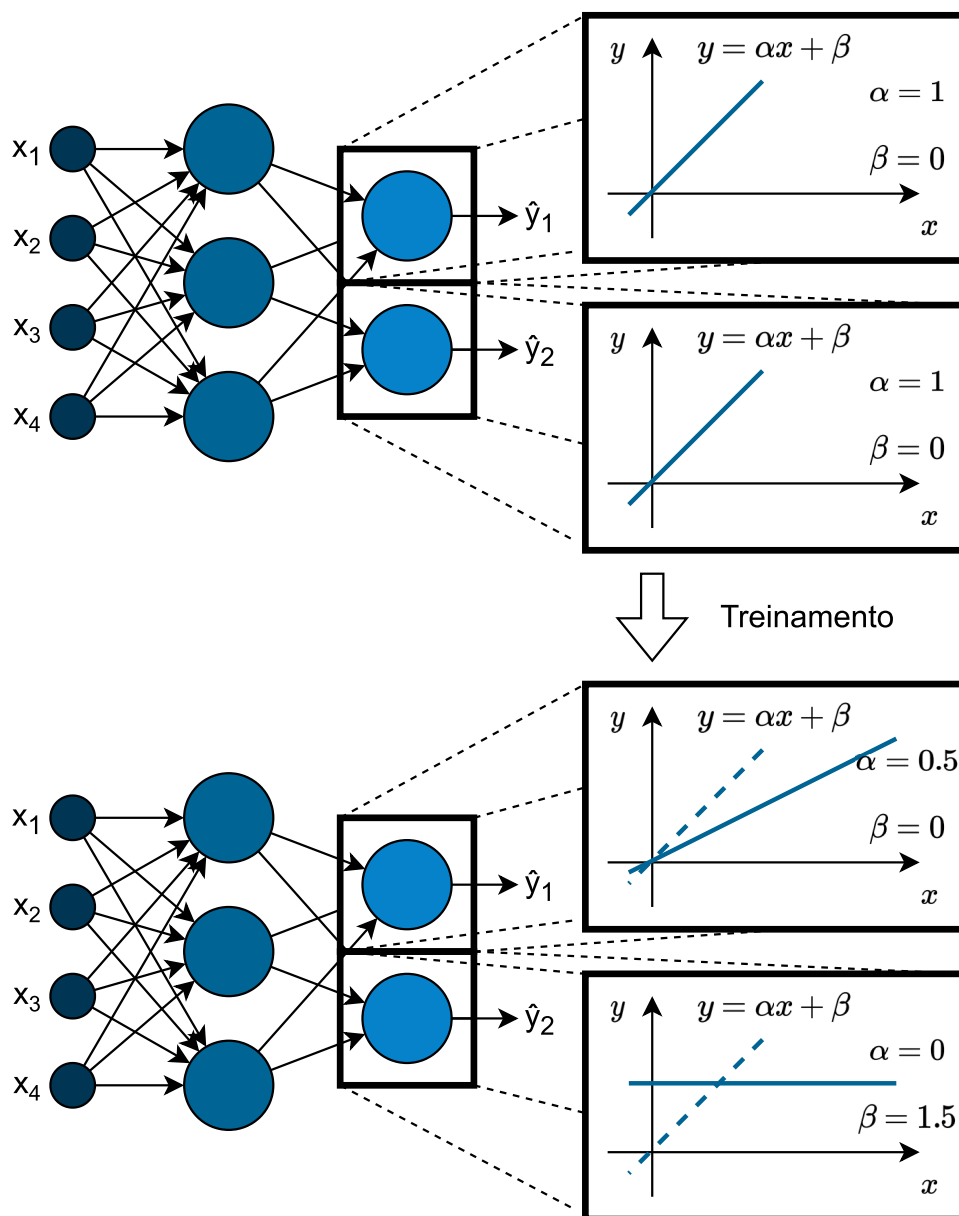 y y = αx + β
α = 1
x₁
β = 0
x₂ ŷ₁ x
x₃ ŷ₂ y y = αx + β
α = 1
x₄
β = 0
x
Treinamento
y y = αx + β
α = 0.5
x₁
β = 0
x₂ ŷ₁ x
x₃ ŷ₂ y y = αx + β
α = 0
x₄
β = 1.5
x